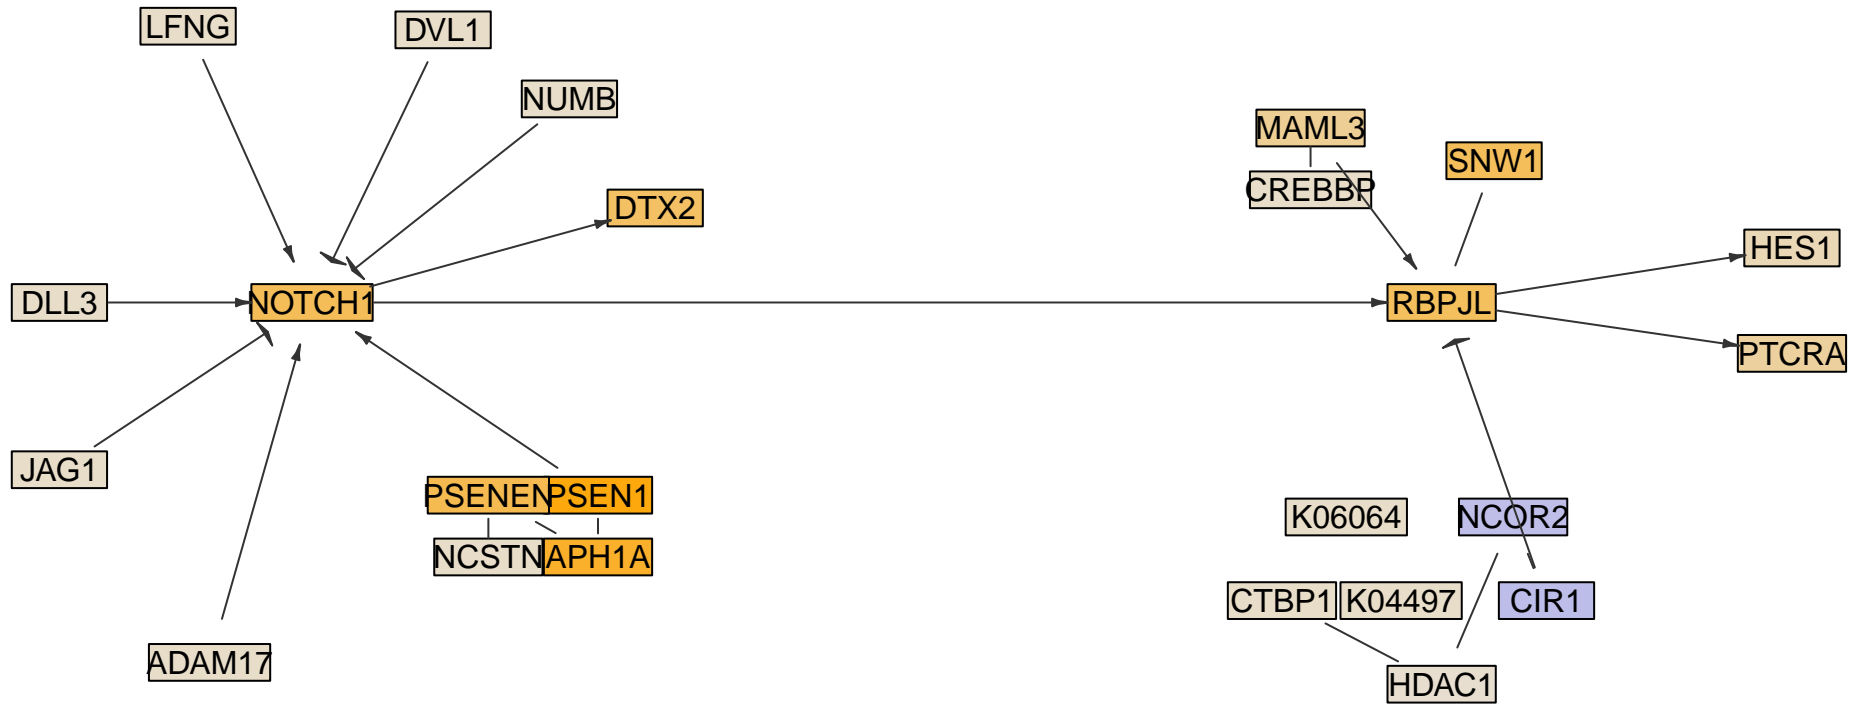 LFNG
DVL1
NUMB
MAML3
SNW1
CREBBP
DTX2
HES1
DLL3
NOTCH1
RBPJL
PTCRA
JAG1
PSENEN
PSEN1
K06064
NCOR2
NCSTN
APH1A
CTBP1
K04497
CIR1
ADAM17
HDAC1